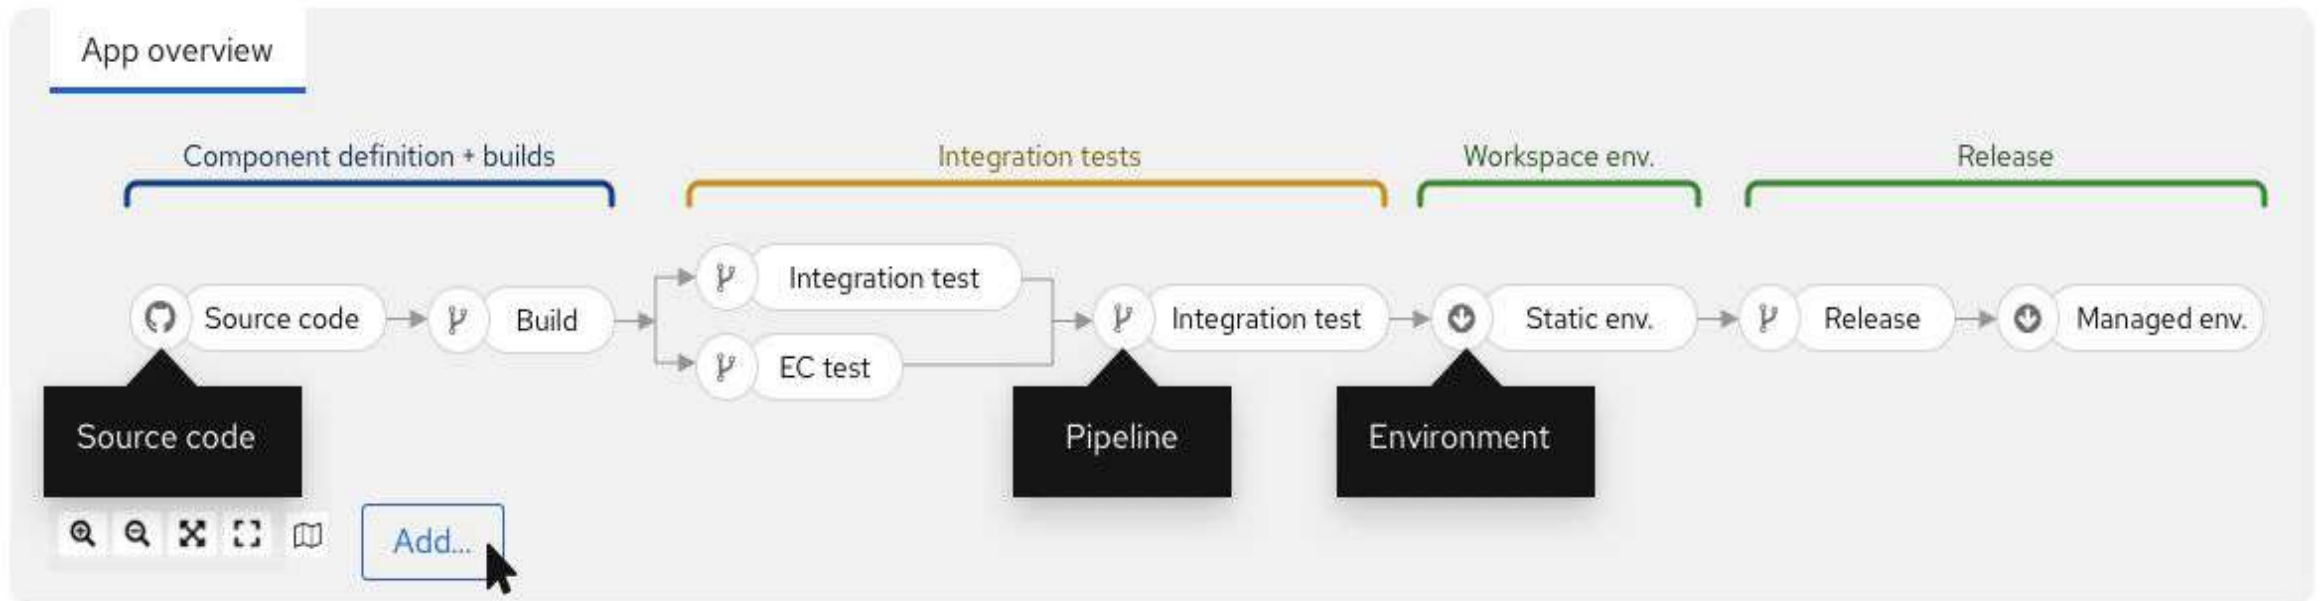 App overview
Component definition + builds
Integration tests
Workspace env.
Release
Source code
Build
Integration test
EC test
Integration test
Static env.
Release
Managed env.
Source code
Pipeline
Environment
Add...